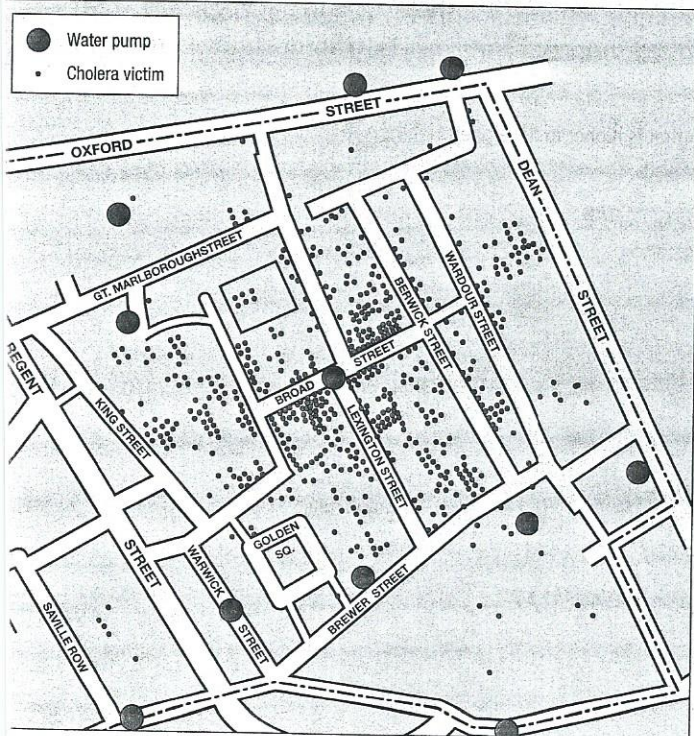 Water pump
Cholera victim
OXFORD STREET
DEAN STREET
GT. MARLBOROUGHSTREET
WARDOUR STREET
BERWICK STREET
BROAD STREET
LEXINGTON STREET
REGENT STREET
KING STREET
GOLDEN
SQ.
WARWICK STREET
BREWER STREET
SAVILLE ROW